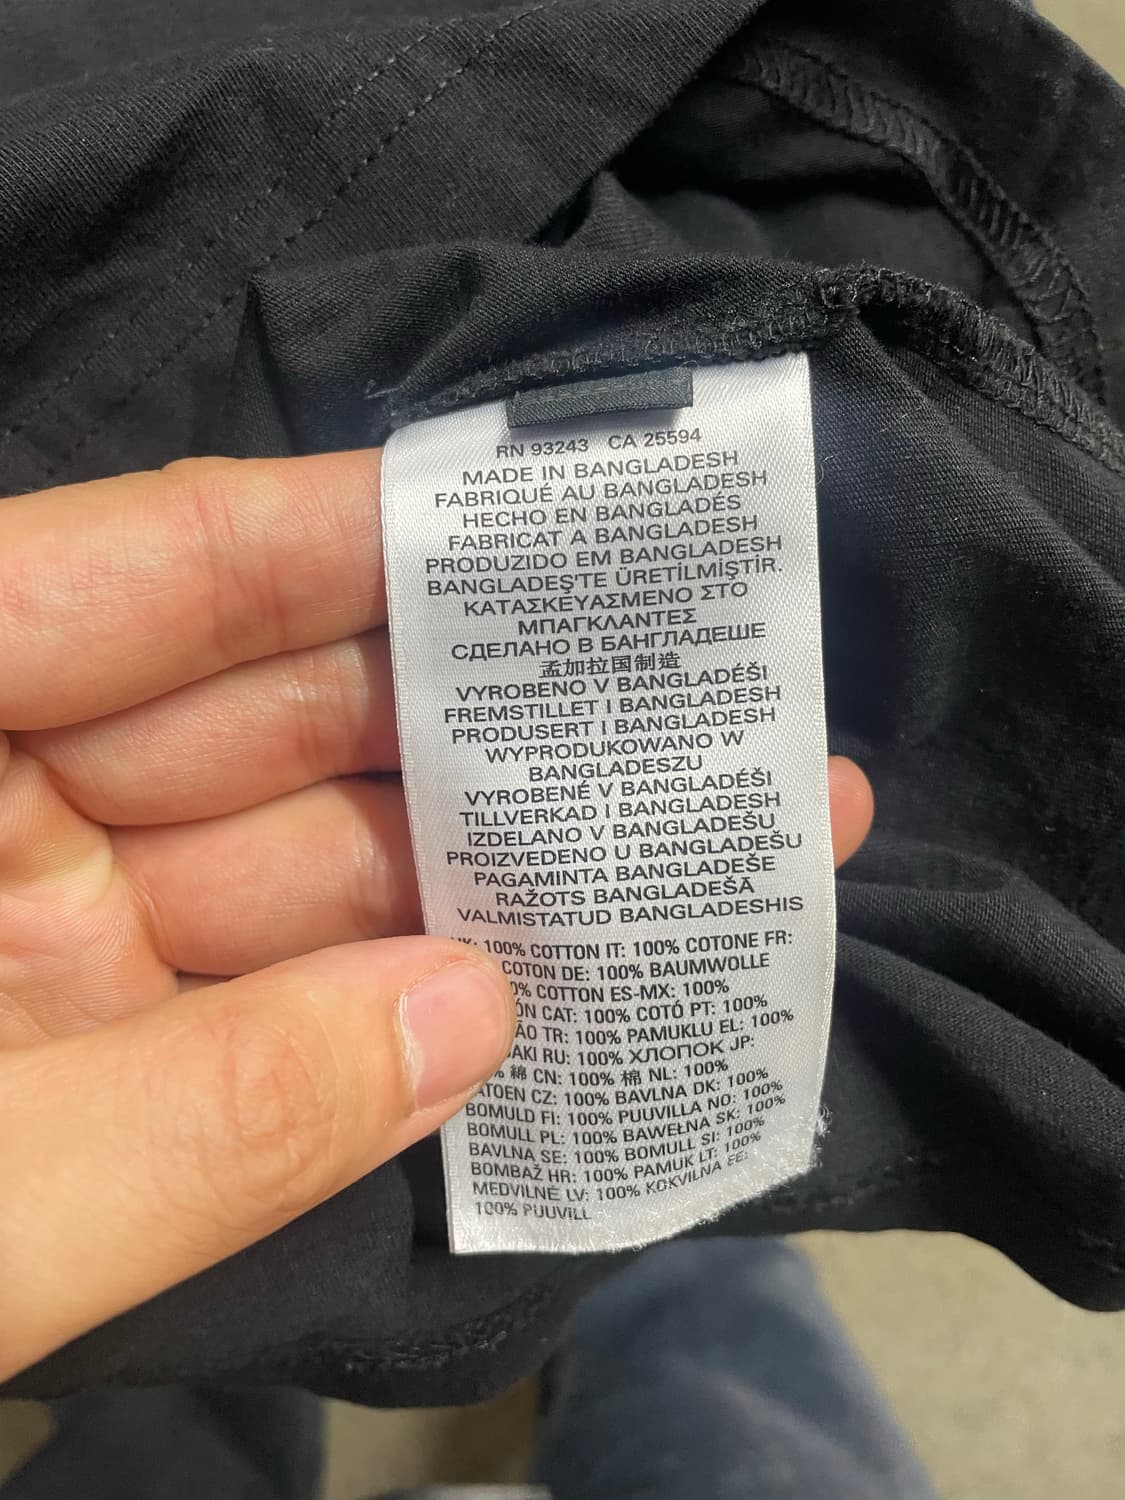 RN 93243 CA 25594
MADE IN BANGLADESH
FABRIQUÉ AU BANGLADESH
HECHO EN BANGLADÉS
FABRICAT A BANGLADESH
PRODUZIDO EM BANGLADESH
BANGLADEŞ'TE ÜRETİLMİŞTİR.
ΚΑΤΑΣΚΕΥΑΣΜΕΝΟ ΣΤΟ
ΜΠΑΓΚΛΑΝΤΕΣ
СДЕЛАНО В БАНГЛАДЕШЕ
孟加拉国制造
VYROBENO V BANGLADÉŠI
FREMSTILLET I BANGLADESH
PRODUSERT I BANGLADESH
WYPRODUKOWANO W
BANGLADESZU
VYROBENÉ V BANGLADÉŠI
TILLVERKAD I BANGLADESH
IZDELANO V BANGLADEŠU
PROIZVEDENO U BANGLADEŠU
PAGAMINTA BANGLADEŠE
RAŽOTS BANGLADEŠĀ
VALMISTATUD BANGLADESHIS
100% COTTON IT: 100% COTONE FR:
COTON DE: 100% BAUMWOLLE
COTTON ES-MX: 100%
CAT: 100% COTÓ PT: 100%
TR: 100% PAMUKLU EL: 100%
RU: 100% ХЛОПОК JP:
綿 CN: 100% 棉 NL: 100%
CZ: 100% BAVLNA DK: 100%
BOMULD FI: 100% PUUVILLA NO: 100%
BOMULL PL: 100% BAWEŁNA SK: 100%
BAVLNA SE: 100% BOMULL SI: 100%
BOMBAŽ HR: 100% PAMUK LT: 100%
MEDVILNĖ LV: 100% KOKVILNA EE:
100% PUUVILL